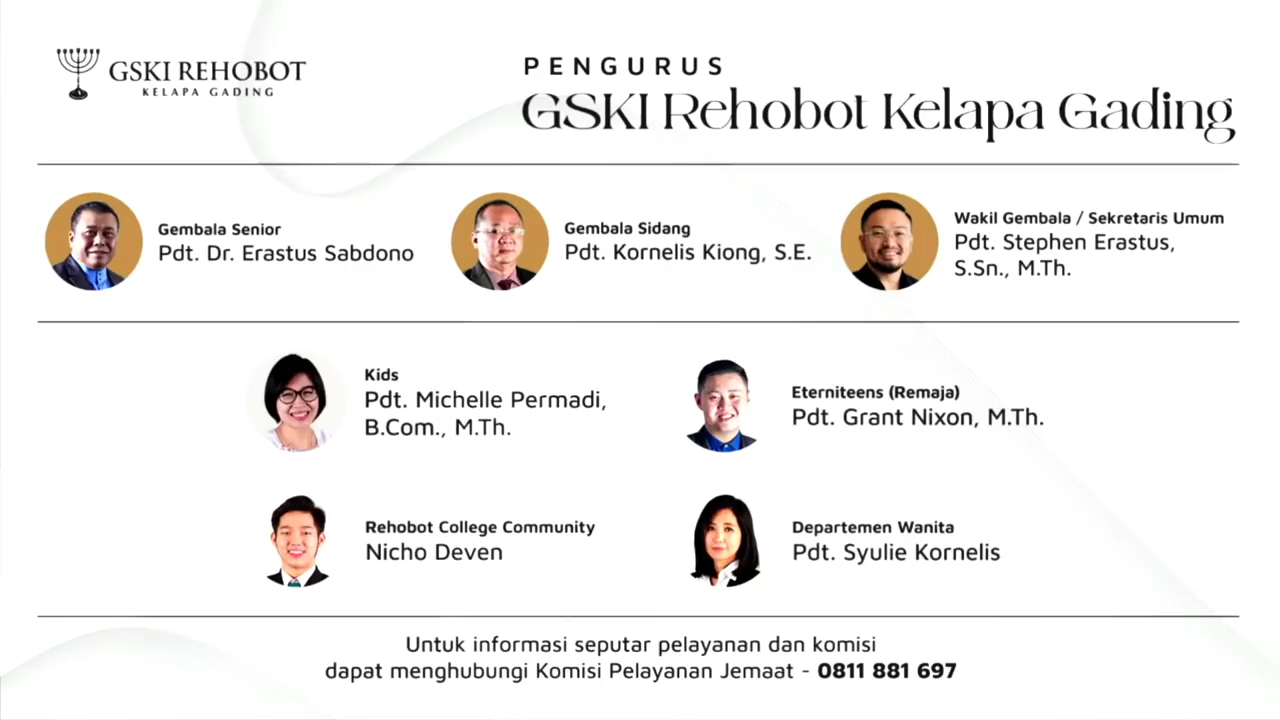 GSKI REHOBOT
KELAPA GADING
PENGURUS
GSKI Rehobot Kelapa Gading
Gembala Senior
Pdt. Dr. Erastus Sabdono
Gembala Sidang
Pdt. Kornelis Kiong, S.E.
Wakil Gembala / Sekretaris Umum
Pdt. Stephen Erastus,
S.Sn., M.Th.
Kids
Pdt. Michelle Permadi,
B.Com., M.Th.
Eterniteens (Remaja)
Pdt. Grant Nixon, M.Th.
Rehobot College Community
Nicho Deven
Departemen Wanita
Pdt. Syulie Kornelis
Untuk informasi seputar pelayanan dan komisi
dapat menghubungi Komisi Pelayanan Jemaat - 0811 881 697